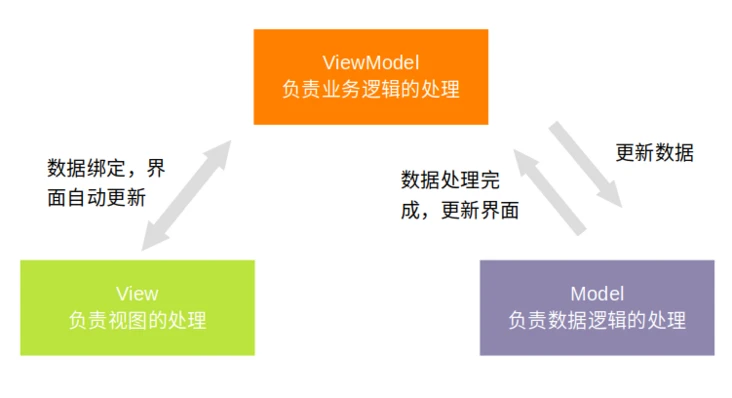 ViewModel
负责业务逻辑的处理
数据绑定，界
面自动更新
数据处理完
成，更新界面
更新数据
View
负责视图的处理
Model
负责数据逻辑的处理